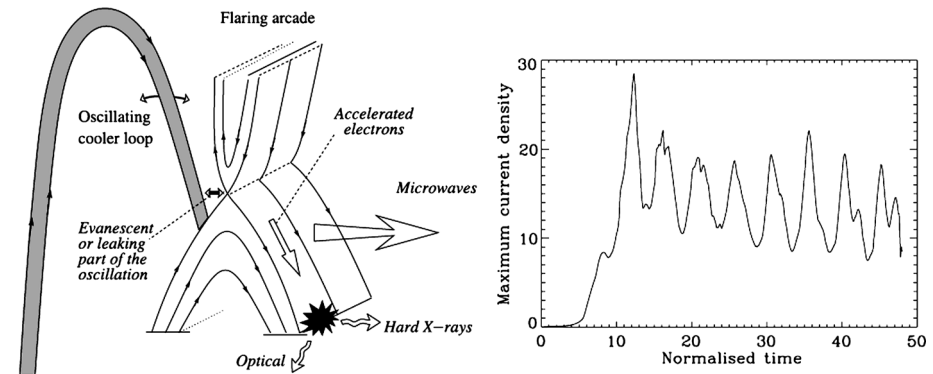 Flaring arcade
Oscillating
cooler loop
Accelerated
electrons
Microwaves
Evanescent
or leaking
part of the
oscillation
Hard X−rays
Optical
Maximum current density
30
20
10
0
0 10 20 30 40 50
Normalised time